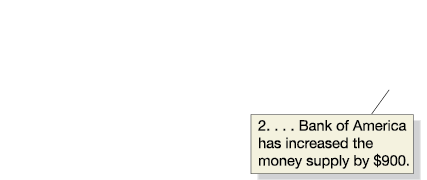 2. . . . Bank of America
has increased the
money supply by $900.